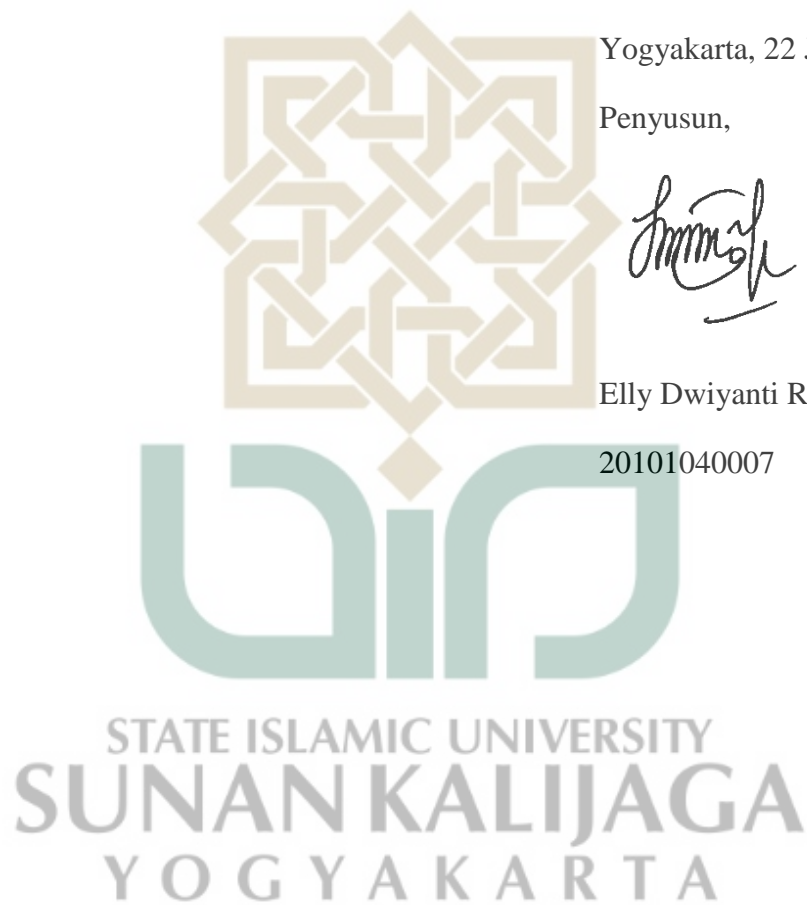 Yogyakarta, 22
Penyusun,
Elly Dwiyanti
20101040007
STATE ISLAMIC UNIVERSITY
SUNAN KALIJAGA
YOGYAKARTA